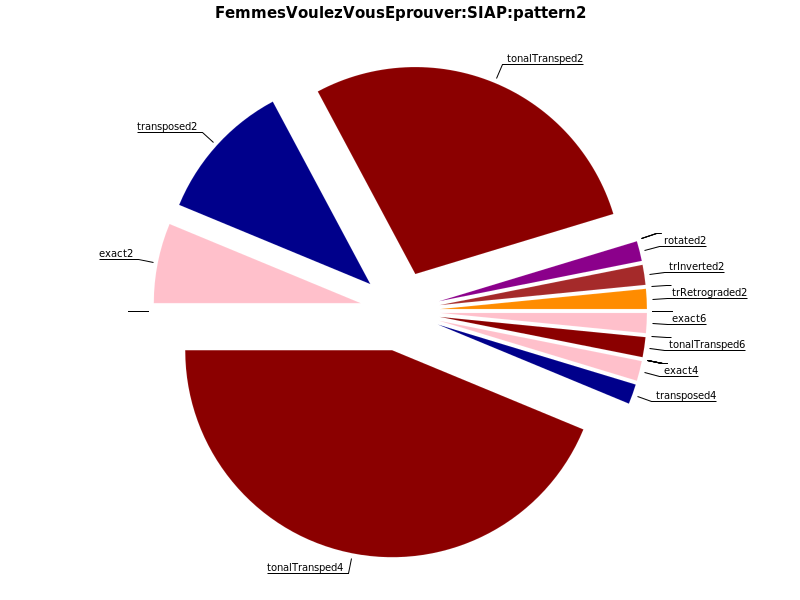 FemmesVoulezVousEprouver:SIAP:pattern2
tonalTransped2
transposed2
rotated2
exact2
trInverted2
trRetrograded2
exact6
tonalTransped6
exact4
transposed4
tonalTransped4